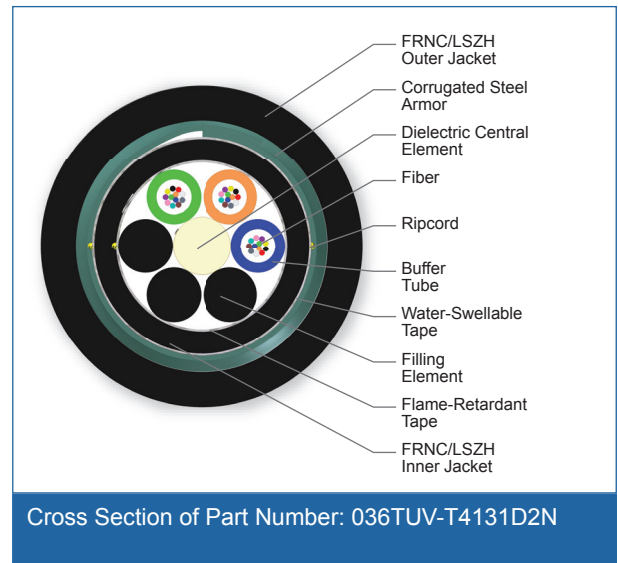 FRNC/LSZH
Outer Jacket
Corrugated Steel
Armor
Dielectric Central
Element
Fiber
Ripcord
Buffer
Tube
Water-Swellable
Tape
Filling
Element
Flame-Retardant
Tape
FRNC/LSZH
Inner Jacket
Cross Section of Part Number: 036TUV-T4131D2N